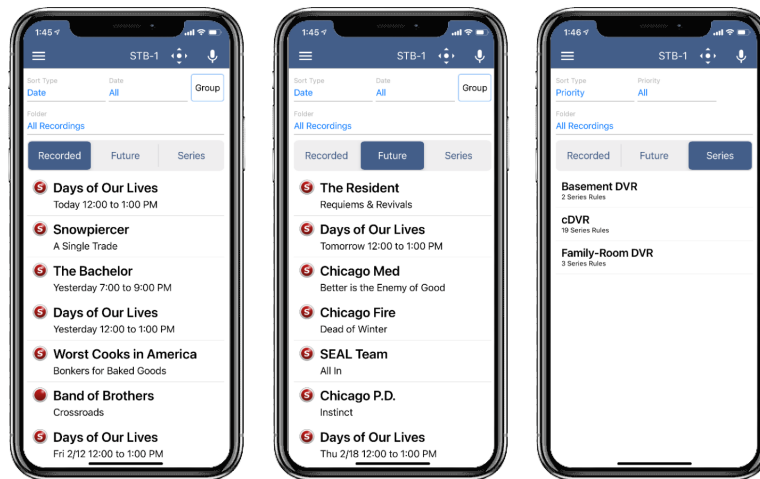 1:45
STB-1
Sort Type
Date
Date
All
Group
Folder
All Recordings
Recorded
Future
Series
S Days of Our Lives
Today 12:00 to 1:00 PM
S Snowpiercer
A Single Trade
S The Bachelor
Yesterday 7:00 to 9:00 PM
S Days of Our Lives
Yesterday 12:00 to 1:00 PM
S Worst Cooks in America
Bonkers for Baked Goods
Band of Brothers
Crossroads
S Days of Our Lives
Fri 2/12 12:00 to 1:00 PM
1:45
STB-1
Sort Type
Date
Date
All
Group
Folder
All Recordings
Recorded
Future
Series
S The Resident
Requiems & Revivals
S Days of Our Lives
Tomorrow 12:00 to 1:00 PM
S Chicago Med
Better is the Enemy of Good
S Chicago Fire
Dead of Winter
S SEAL Team
All In
S Chicago P.D.
Instinct
S Days of Our Lives
Thu 2/18 12:00 to 1:00 PM
1:46
STB-1
Sort Type
Priority
Priority
All
Folder
All Recordings
Recorded
Future
Series
Basement DVR
2 Series Rules
cDVR
19 Series Rules
Family-Room DVR
3 Series Rules